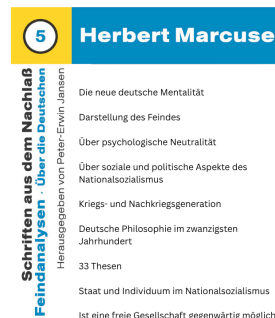 5
Herbert Marcuse
Schriften aus dem Nachlaß
Feindanalysen · Über die Deutschen
Herausgegeben von Peter-Erwin Jansen
Die neue deutsche Mentalität
Darstellung des Feindes
Über psychologische Neutralität
Über soziale und politische Aspekte des
Nationalsozialismus
Kriegs- und Nachkriegsgeneration
Deutsche Philosophie im zwanzigsten
Jahrhundert
33 Thesen
Staat und Individuum im Nationalsozialismus
Ist eine freie Gesellschaft gegenwärtig möglich